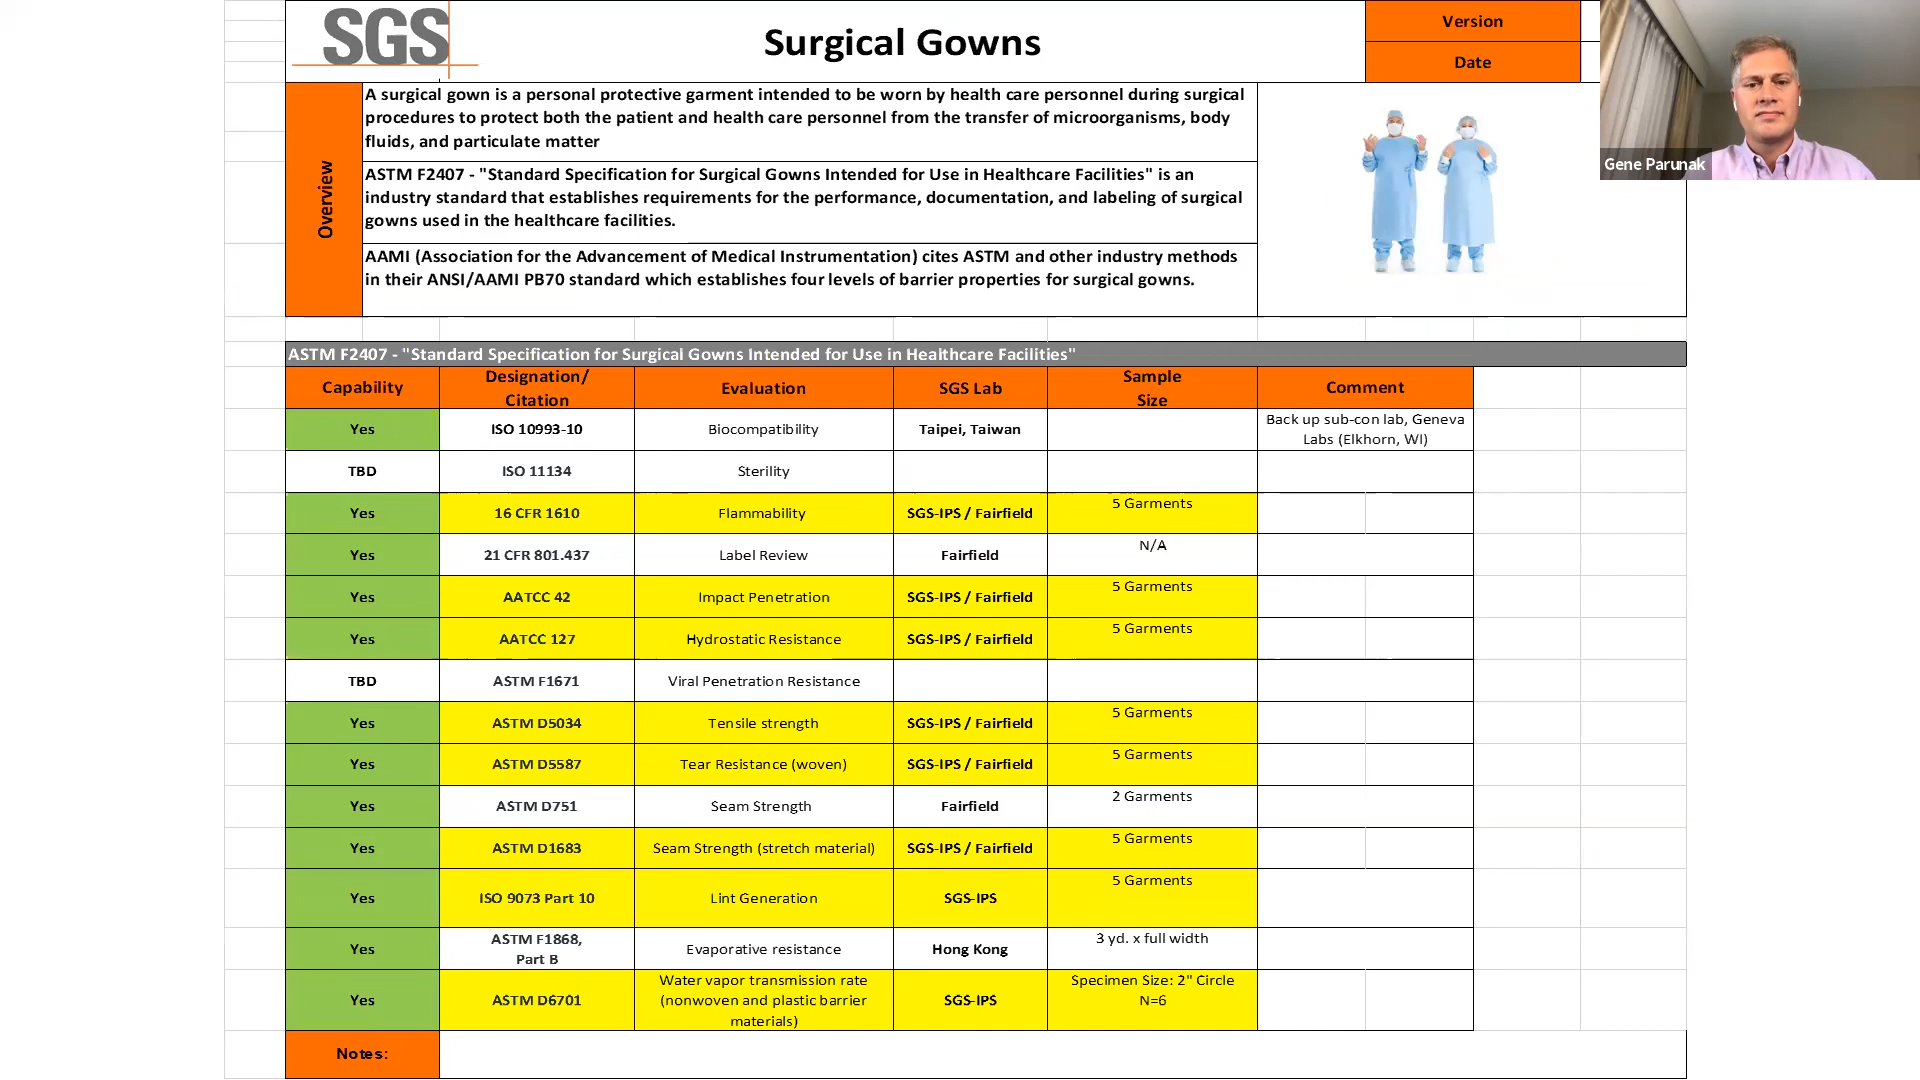 SGS
Surgical Gowns
Version
Date
Gene Parunak
Overview
A surgical gown is a personal protective garment intended to be worn by health care personnel during surgical
procedures to protect both the patient and health care personnel from the transfer of microorganisms, body
fluids, and particulate matter
ASTM F2407 - "Standard Specification for Surgical Gowns Intended for Use in Healthcare Facilities" is an
industry standard that establishes requirements for the performance, documentation, and labeling of surgical
gowns used in the healthcare facilities.
AAMI (Association for the Advancement of Medical Instrumentation) cites ASTM and other industry methods
in their ANSI/AAMI PB70 standard which establishes four levels of barrier properties for surgical gowns.
ASTM F2407 - "Standard Specification for Surgical Gowns Intended for Use in Healthcare Facilities"
Capability Designation/ Evaluation SGS Lab Sample Comment
Citation Size
Yes ISO 10993-10 Biocompatibility Taipei, Taiwan Back up sub-con lab, Geneva
Labs (Elkhorn, WI)
TBD ISO 11134 Sterility
Yes 16 CFR 1610 Flammability SGS-IPS / Fairfield 5 Garments
Yes 21 CFR 801.437 Label Review Fairfield N/A
Yes AATCC 42 Impact Penetration SGS-IPS / Fairfield 5 Garments
Yes AATCC 127 Hydrostatic Resistance SGS-IPS / Fairfield 5 Garments
TBD ASTM F1671 Viral Penetration Resistance
Yes ASTM D5034 Tensile strength SGS-IPS / Fairfield 5 Garments
Yes ASTM D5587 Tear Resistance (woven) SGS-IPS / Fairfield 5 Garments
Yes ASTM D751 Seam Strength Fairfield 2 Garments
Yes ASTM D1683 Seam Strength (stretch material) SGS-IPS / Fairfield 5 Garments
Yes ISO 9073 Part 10 Lint Generation SGS-IPS 5 Garments
Yes ASTM F1868, Evaporative resistance Hong Kong 3 yd. x full width
Part B
Water vapor transmission rate Specimen Size: 2" Circle
Yes ASTM D6701 (nonwoven and plastic barrier SGS-IPS N=6
materials)
Notes: